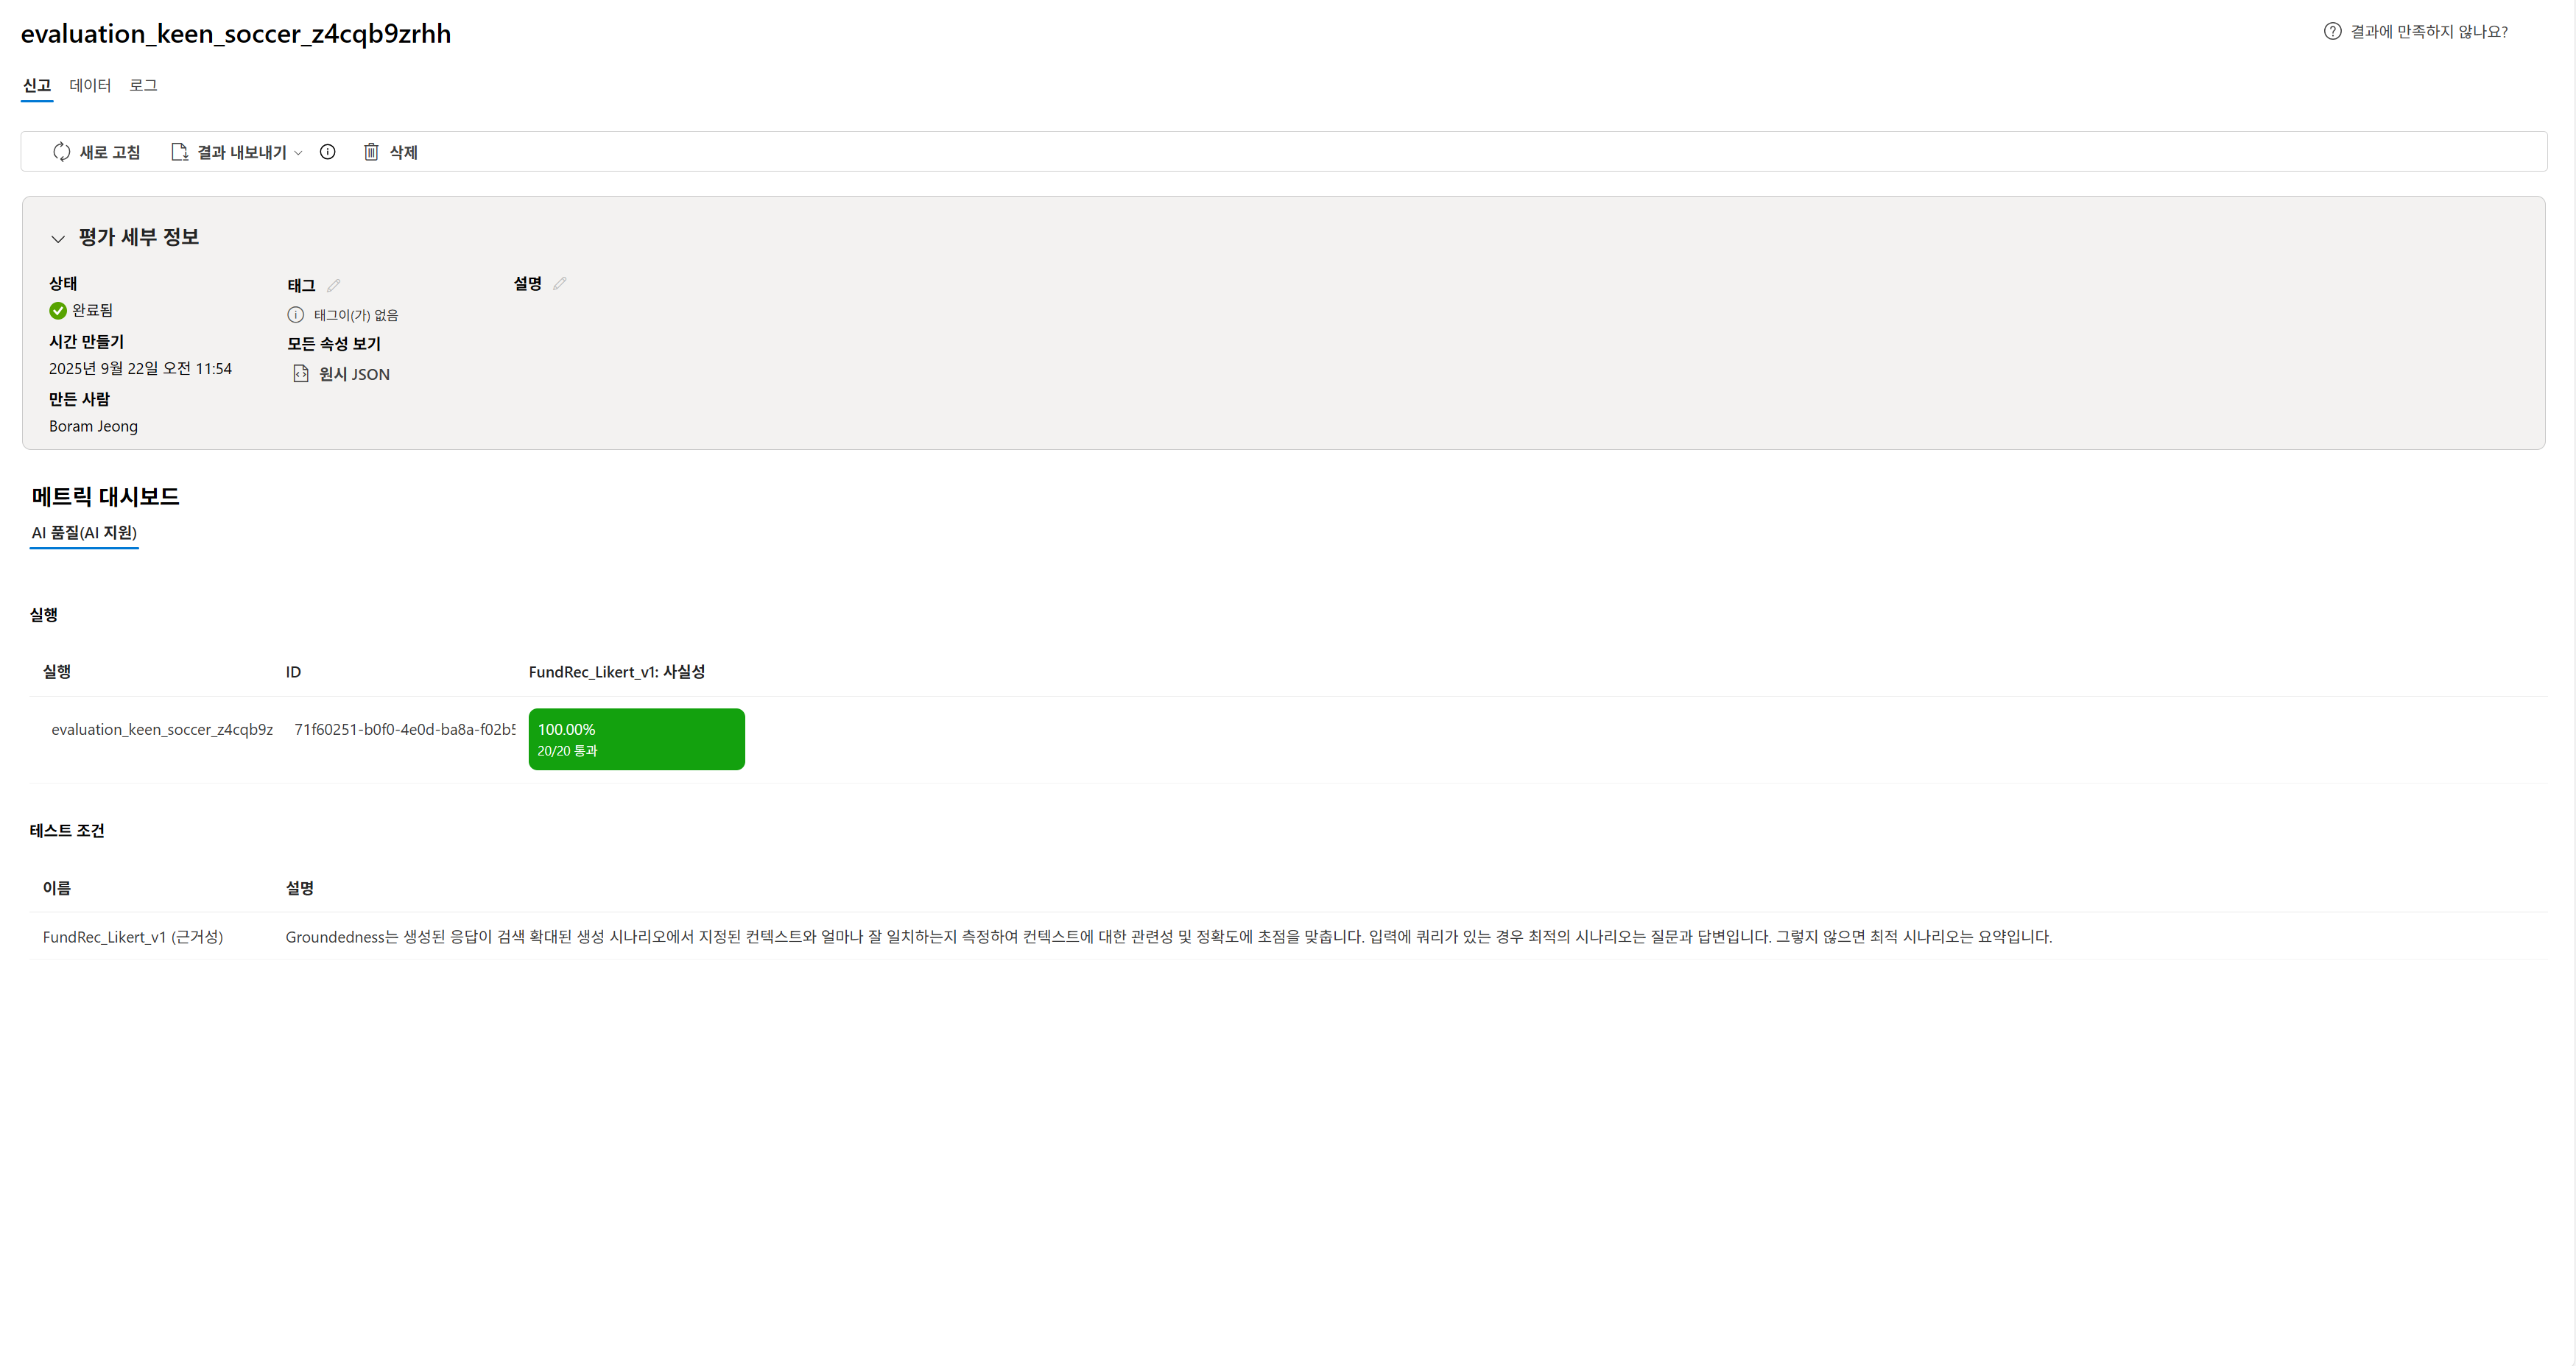 evaluation_keen_soccer_z4cqb9zrhh
결과에 만족하지 않나요?
신고 데이터 로그
새로 고침 결과 내보내기 삭제
평가 세부 정보
상태
완료됨
시간 만들기
2025년 9월 22일 오전 11:54
만든 사람
Boram Jeong
태그
태그이(가) 없음
모든 속성 보기
원시 JSON
설명
메트릭 대시보드
AI 품질(AI 지원)
실행
실행 ID FundRec_Likert_v1: 사실성
evaluation_keen_soccer_z4cqb9z 71f60251-b0f0-4e0d-ba8a-f02b5 100.00%
20/20 통과
테스트 조건
이름 설명
FundRec_Likert_v1 (근거성) Groundedness는 생성된 응답이 검색 확대된 생성 시나리오에서 지정된 컨텍스트와 얼마나 잘 일치하는지 측정하여 컨텍스트에 대한 관련성 및 정확도에 초점을 맞춥니다. 입력에 쿼리가 있는 경우 최적의 시나리오는 질문과 답변입니다. 그렇지 않으면 최적 시나리오는 요약입니다.